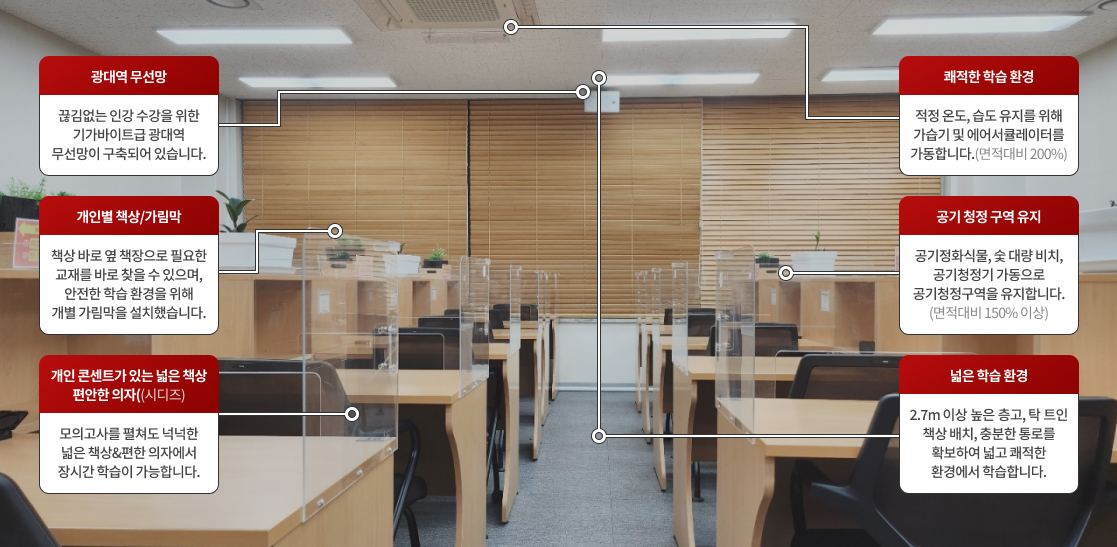 광대역 무선망
끊김없는 인강 수강을 위한
기가바이트급 광대역
무선망이 구축되어 있습니다.
개인별 책상/가림막
책상 바로 옆 책장으로 필요한
교재를 바로 찾을 수 있으며,
안전한 학습 환경을 위해
개별 가림막을 설치했습니다.
개인 콘센트가 있는 넓은 책상
편안한 의자((시디즈)
모의고사를 펼쳐도 넉넉한
넓은 책상&편한 의자에서
장시간 학습이 가능합니다.
쾌적한 학습 환경
적정 온도, 습도 유지를 위해
가습기 및 에어서큘레이터를
가동합니다.(면적대비 200%)
공기 청정 구역 유지
공기정화식물, 숯 대량 비치,
공기청정기 가동으로
공기청정구역을 유지합니다.
(면적대비 150% 이상)
넓은 학습 환경
2.7m 이상 높은 층고, 탁 트인
책상 배치, 충분한 통로를
확보하여 넓고 쾌적한
환경에서 학습합니다.